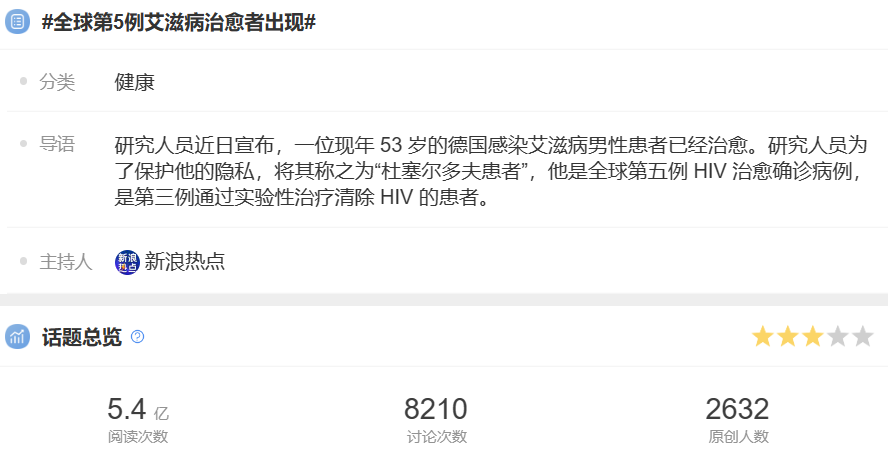 #全球第5例艾滋病治愈者出现#
分类 健康
导语 研究人员近日宣布，一位现年 53 岁的德国感染艾滋病男性患者已经治愈。研究人员为
了保护他的隐私，将其称之为“杜塞尔多夫患者”，他是全球第五例 HIV 治愈确诊病例，
是第三例通过实验性治疗清除 HIV 的患者。
主持人 新浪热点 新浪热点
话题总览 ?
5.4 亿 8210 2632
阅读次数 讨论次数 原创人数